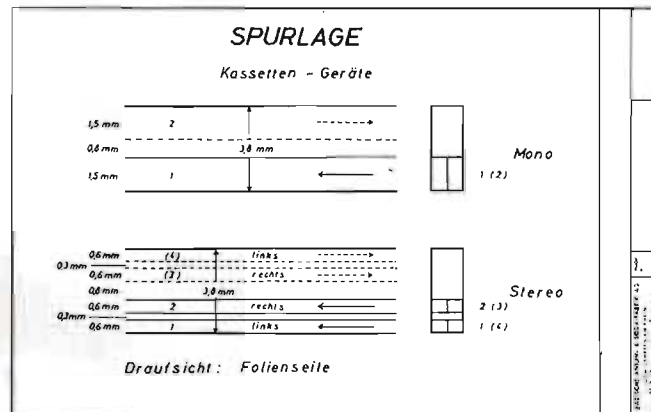 SPURLAGE
Kassetten - Geräte
1,5 mm 2
0,8 mm 3,8 mm
1,5 mm 1
Mono
1 (2)
0,6 mm (4) links
0,3 mm
0,6 mm (3) rechts
0,8 mm 3,8 mm
0,6 mm 2 rechts
0,3mm
0,6 mm 1 links
Stereo
2 (3)
1 (4)
Draufsicht: Folienseite